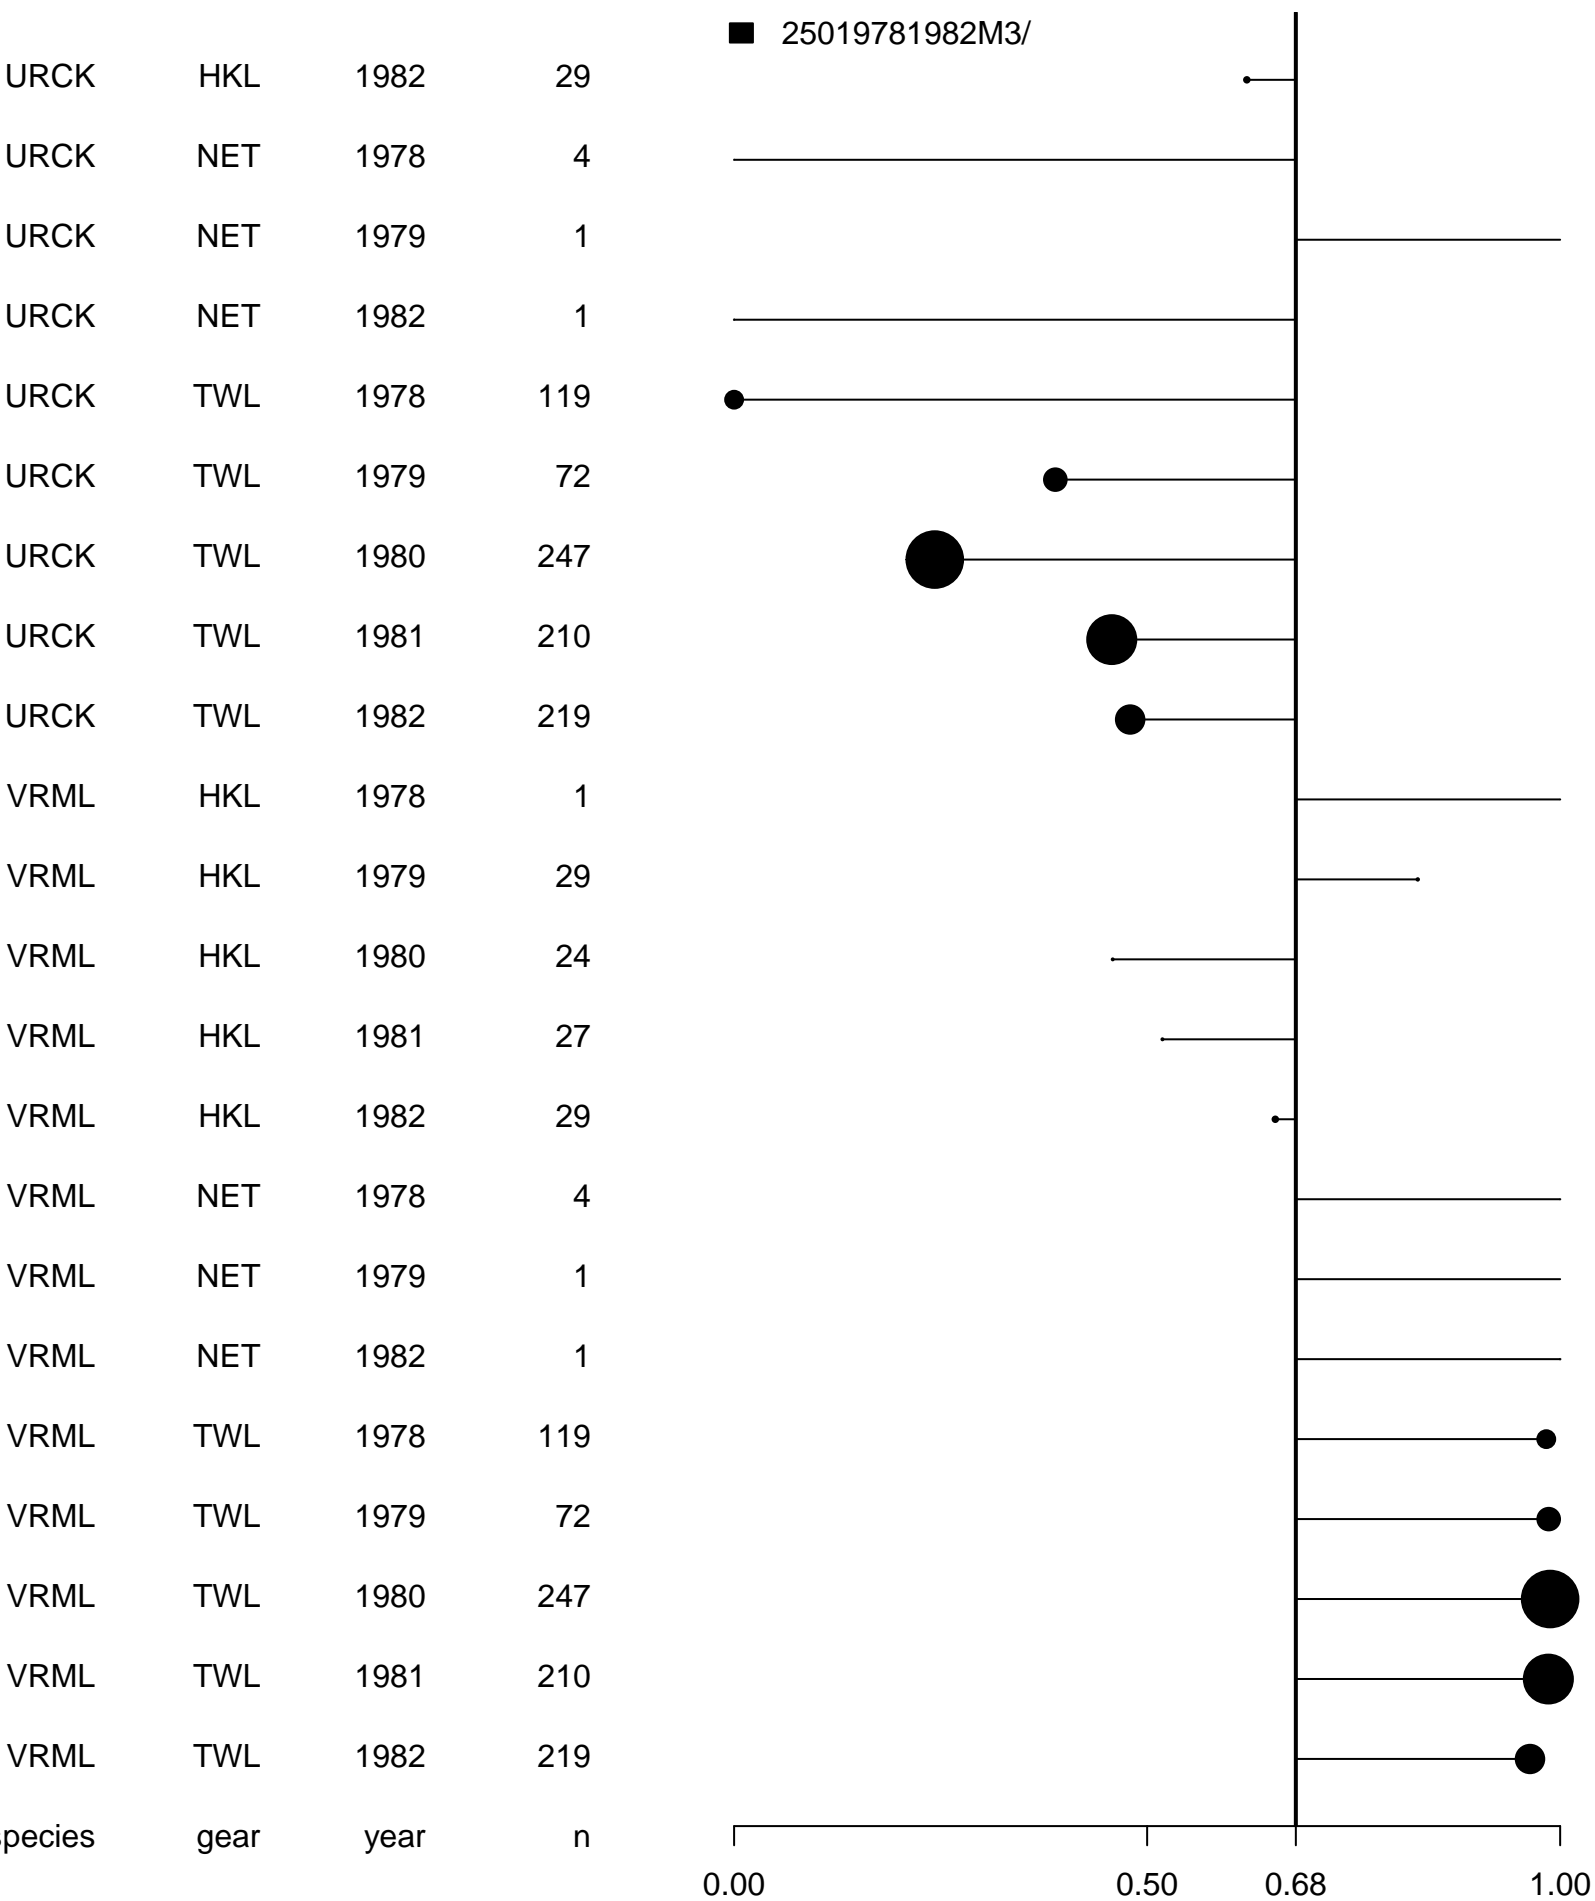 25019781982M3/
URCK HKL 1982 29
URCK NET 1978 4
URCK NET 1979 1
URCK NET 1982 1
URCK TWL 1978 119
URCK TWL 1979 72
URCK TWL 1980 247
URCK TWL 1981 210
URCK TWL 1982 219
VRML HKL 1978 1
VRML HKL 1979 29
VRML HKL 1980 24
VRML HKL 1981 27
VRML HKL 1982 29
VRML NET 1978 4
VRML NET 1979 1
VRML NET 1982 1
VRML TWL 1978 119
VRML TWL 1979 72
VRML TWL 1980 247
VRML TWL 1981 210
VRML TWL 1982 219
species gear year n
0.00 0.50 0.68 1.00